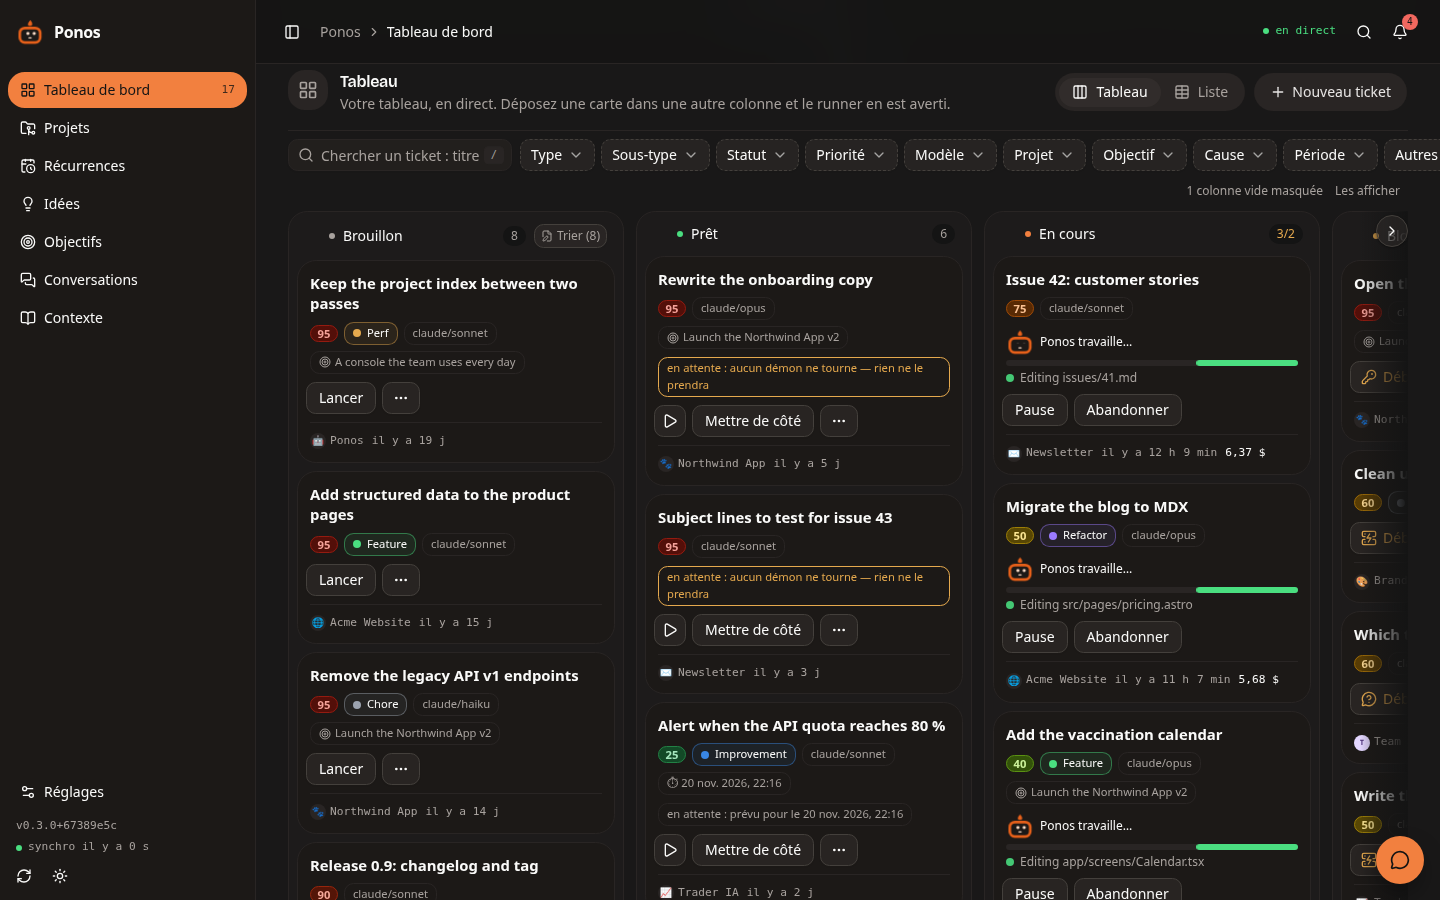 Ponos
Tableau de bord 17
Projets
Récurrences
Idées
Objectifs
Conversations
Contexte
Réglages
v0.3.0+67389e5c
synchro il y a 0 s
Ponos > Tableau de bord
en direct
4
Tableau
Votre tableau, en direct. Déposez une carte dans une autre colonne et le runner en est averti.
Tableau
Liste
Nouveau ticket
Chercher un ticket : titre /
Type
Sous-type
Statut
Priorité
Modèle
Projet
Objectif
Cause
Période
Autres
1 colonne vide masquée Les afficher
Brouillon 8 Trier (8)
Keep the project index between two
passes
95 Perf claude/sonnet
A console the team uses every day
Lancer
Ponos il y a 19 j
Add structured data to the product
pages
95 Feature claude/sonnet
Lancer
Acme Website il y a 15 j
Remove the legacy API v1 endpoints
95 Chore claude/haiku
Launch the Northwind App v2
Lancer
Northwind App il y a 14 j
Release 0.9: changelog and tag
90 claude/sonnet
Prêt 6
Rewrite the onboarding copy
95 claude/opus
Launch the Northwind App v2
en attente : aucun démon ne tourne — rien ne le
prendra
Mettre de côté
Northwind App il y a 5 j
Subject lines to test for issue 43
95 claude/sonnet
en attente : aucun démon ne tourne — rien ne le
prendra
Mettre de côté
Newsletter il y a 3 j
Alert when the API quota reaches 80 %
25 Improvement claude/sonnet
20 nov. 2026, 22:16
en attente : prévu pour le 20 nov. 2026, 22:16
Mettre de côté
Trader IA il y a 2 j
En cours 3/2
Issue 42: customer stories
75 claude/sonnet
Ponos travaille...
Editing issues/41.md
Pause Abandonner
Newsletter il y a 12 h 9 min 6,37 $
Migrate the blog to MDX
50 Refactor claude/opus
Ponos travaille...
Editing src/pages/pricing.astro
Pause Abandonner
Acme Website il y a 11 h 7 min 5,68 $
Add the vaccination calendar
40 Feature claude/opus
Launch the Northwind App v2
Ponos travaille...
Editing app/screens/Calendar.tsx
Pause Abandonner
Open
95
Laun
Déb
North
Clean
60
Dé
Bran
Which
60
Dé
T Team
Write t
50